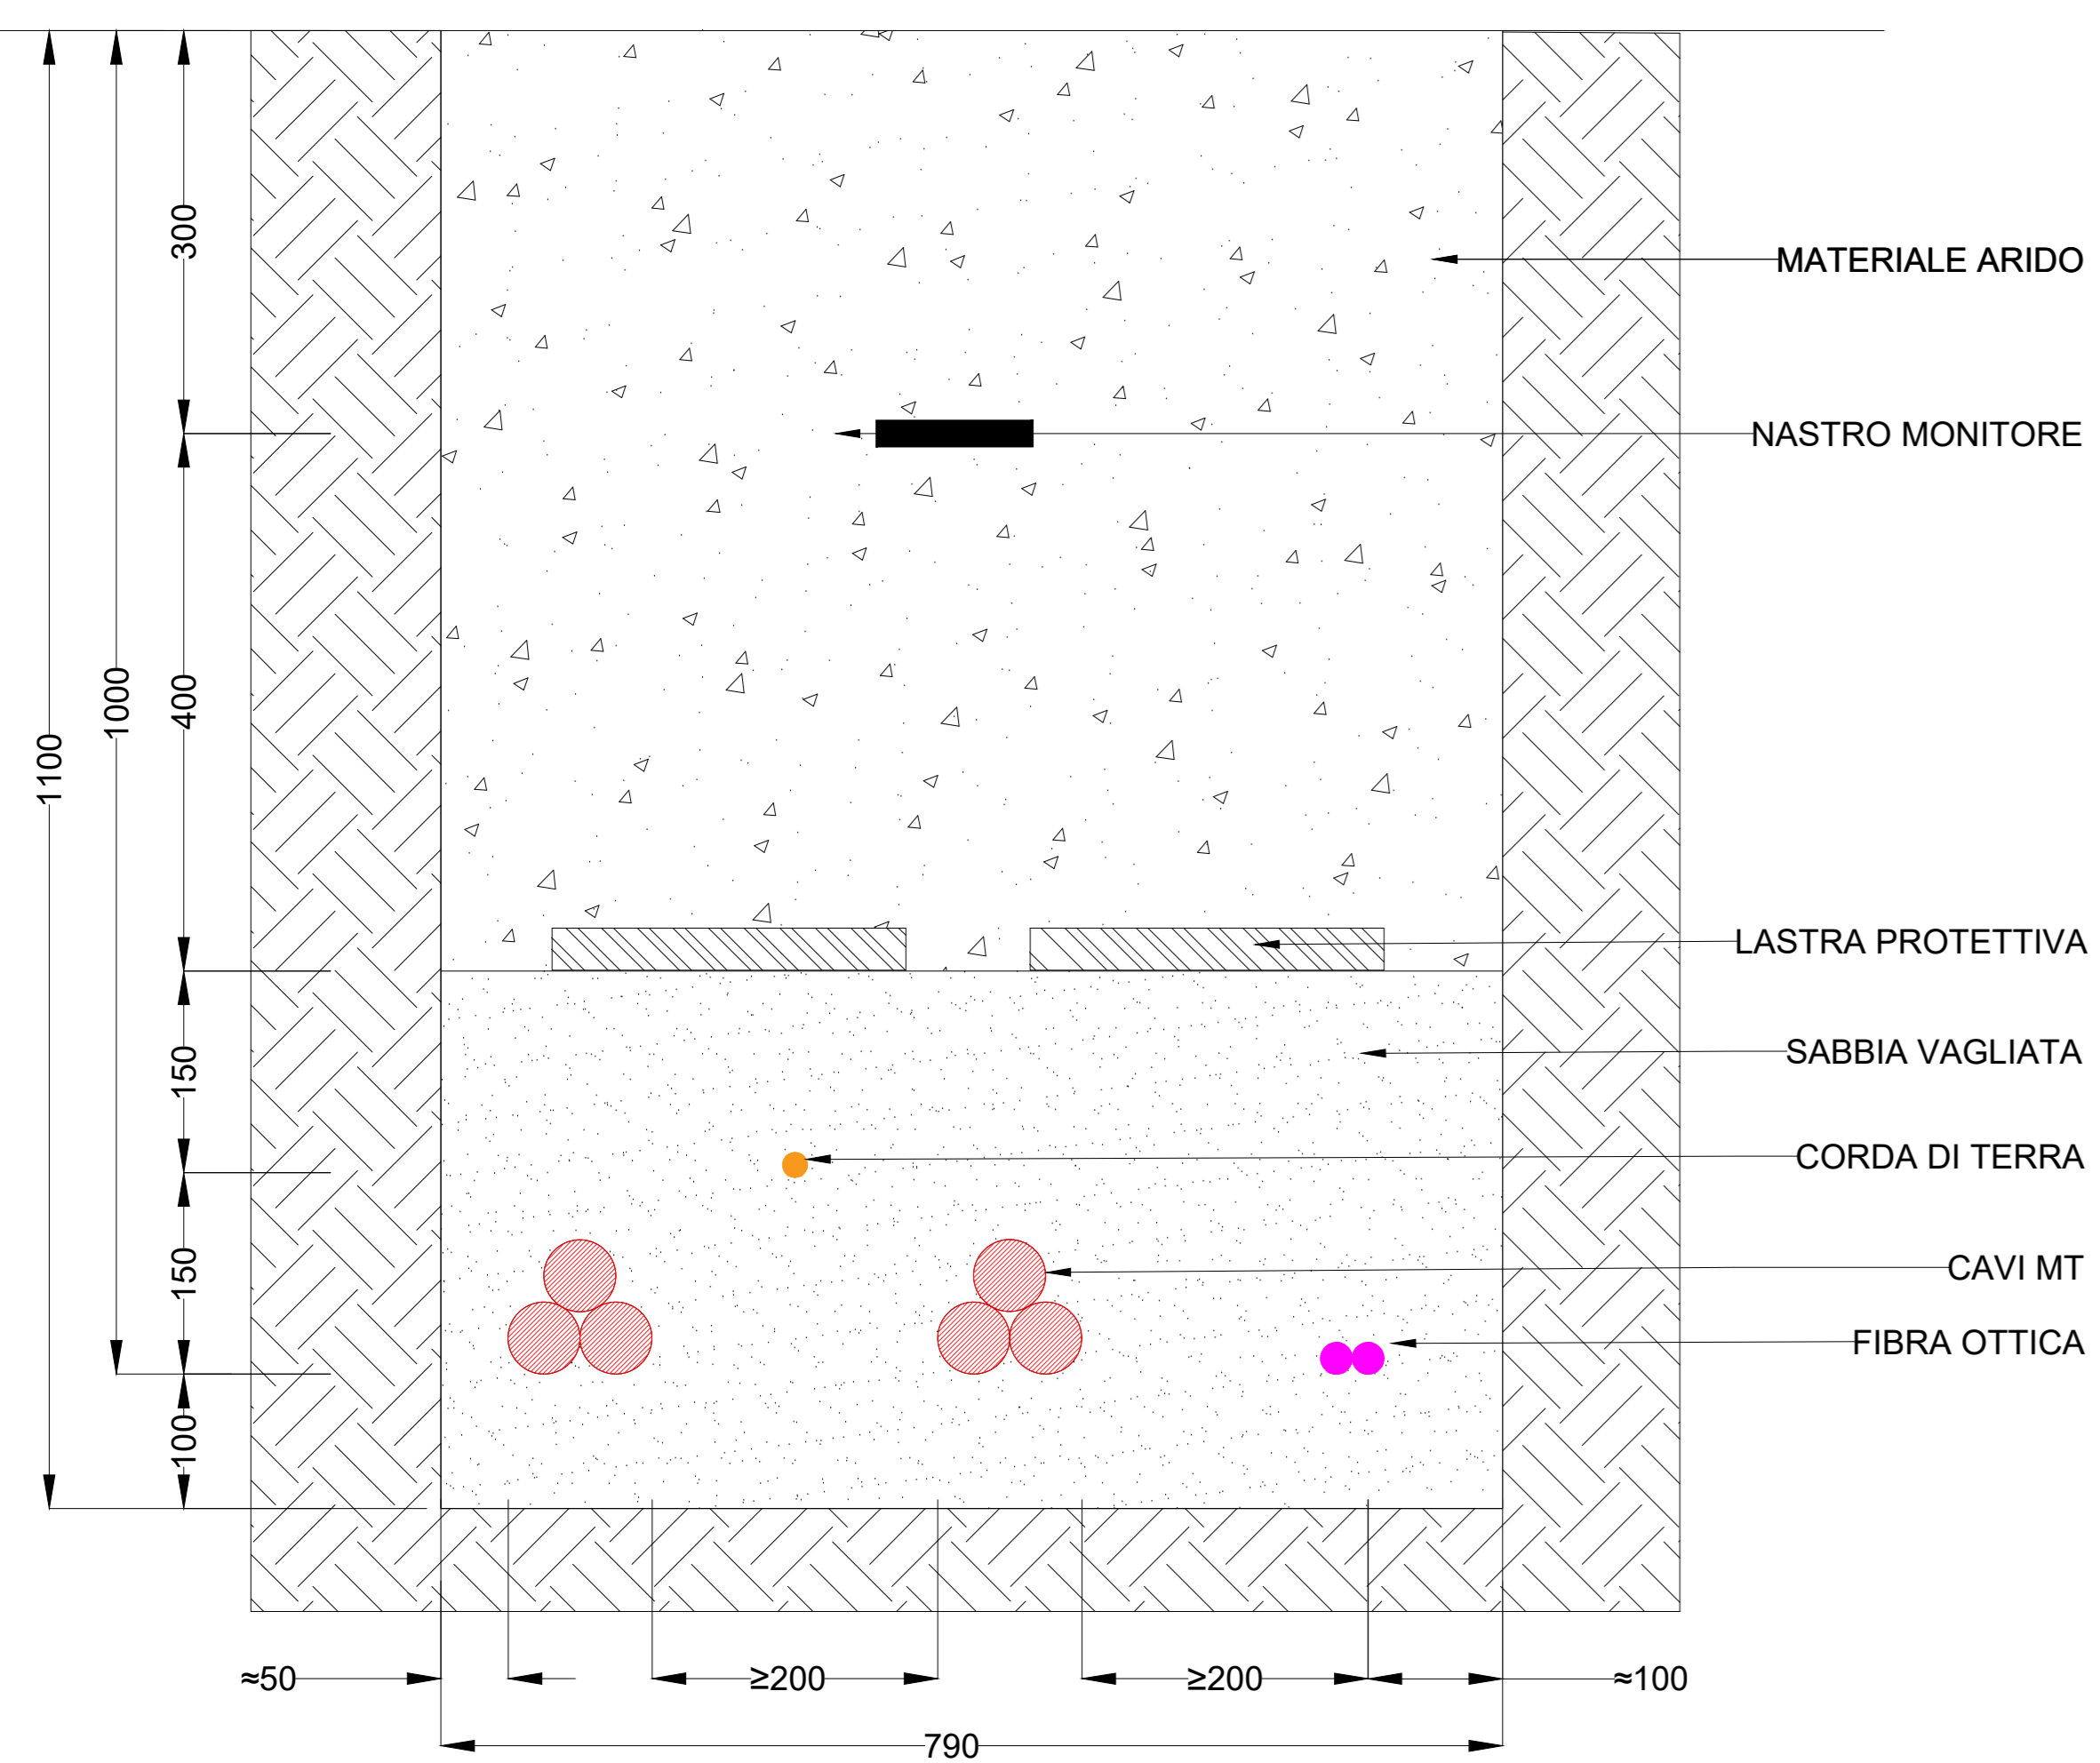 300
MATERIALE ARIDO
NASTRO MONITORE
1000
400
1100
LASTRA PROTETTIVA
150
SABBIA VAGLIATA
CORDA DI TERRA
150
CAVI MT
FIBRA OTTICA
100
≈50
≥200
≥200
≈100
790